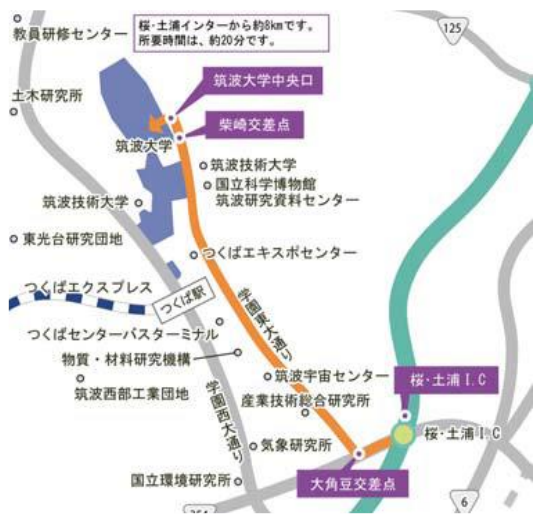 教員研修センター
桜・土浦インターから約8kmです。
所要時間は、約20分です。
125
土木研究所
筑波大学中央口
柴崎交差点
筑波大学
筑波技術大学
国立科学博物館
筑波研究資料センター
筑波技術大学
東光台研究団地
つくばエキスポセンター
つくばエクスプレス
つくば駅
学園東大通り
つくばセンターバスターミナル
物質・材料研究機構
筑波宇宙センター
桜・土浦I.C
筑波西部工業団地
学園西大通り
産業技術総合研究所
桜・土浦I.C
気象研究所
大角豆交差点
国立環境研究所
6